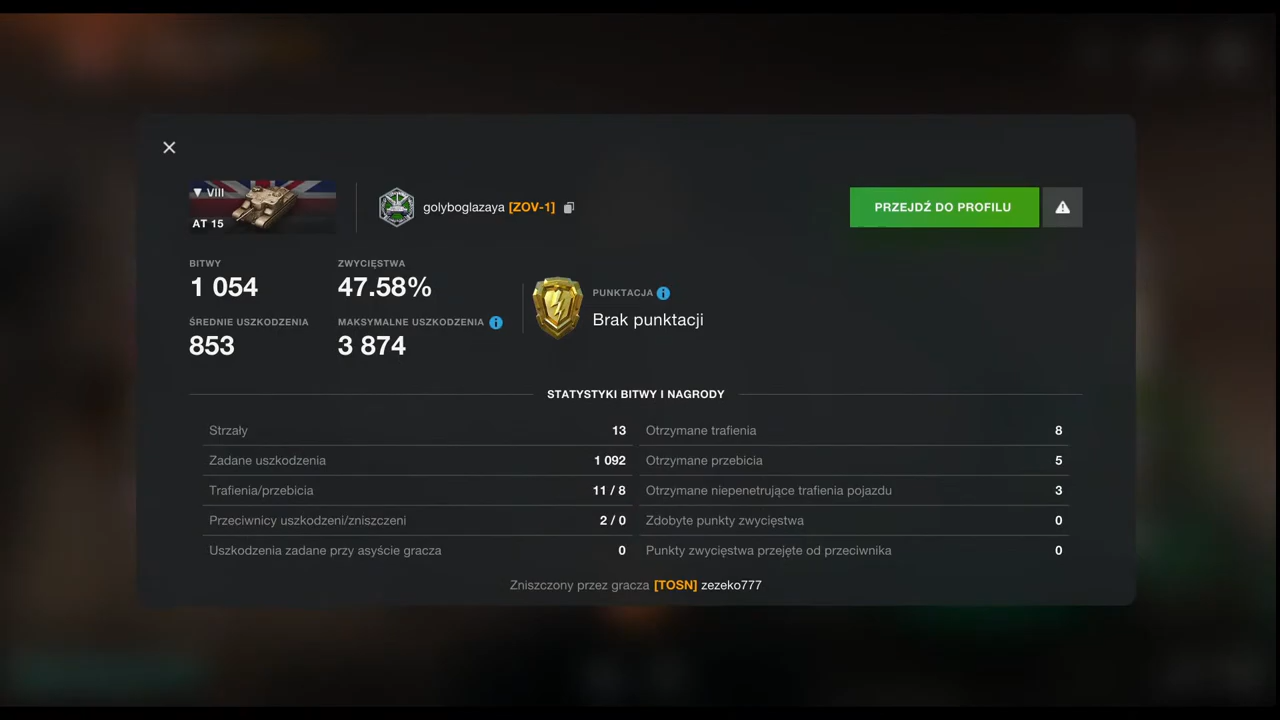 VIII
AT 15
golyboglazaya [ZOV-1]
PRZEJDŹ DO PROFILU
BITWY
1 054
ZWYCIĘSTWA
47.58%
ŚREDNIE USZKODZENIA
853
MAKSYMALNE USZKODZENIA
3 874
PUNKTACJA
Brak punktacji
STATYSTYKI BITWY I NAGRODY
Strzały 13
Zadane uszkodzenia 1 092
Trafienia/przebicia 11 / 8
Przeciwnicy uszkodzeni/zniszczeni 2 / 0
Uszkodzenia zadane przy asyście gracza 0
Otrzymane trafienia 8
Otrzymane przebicia 5
Otrzymane niepenetrujące trafienia pojazdu 3
Zdobyte punkty zwycięstwa 0
Punkty zwycięstwa przejęte od przeciwnika 0
Zniszczony przez gracza [TOSN] zezeko777